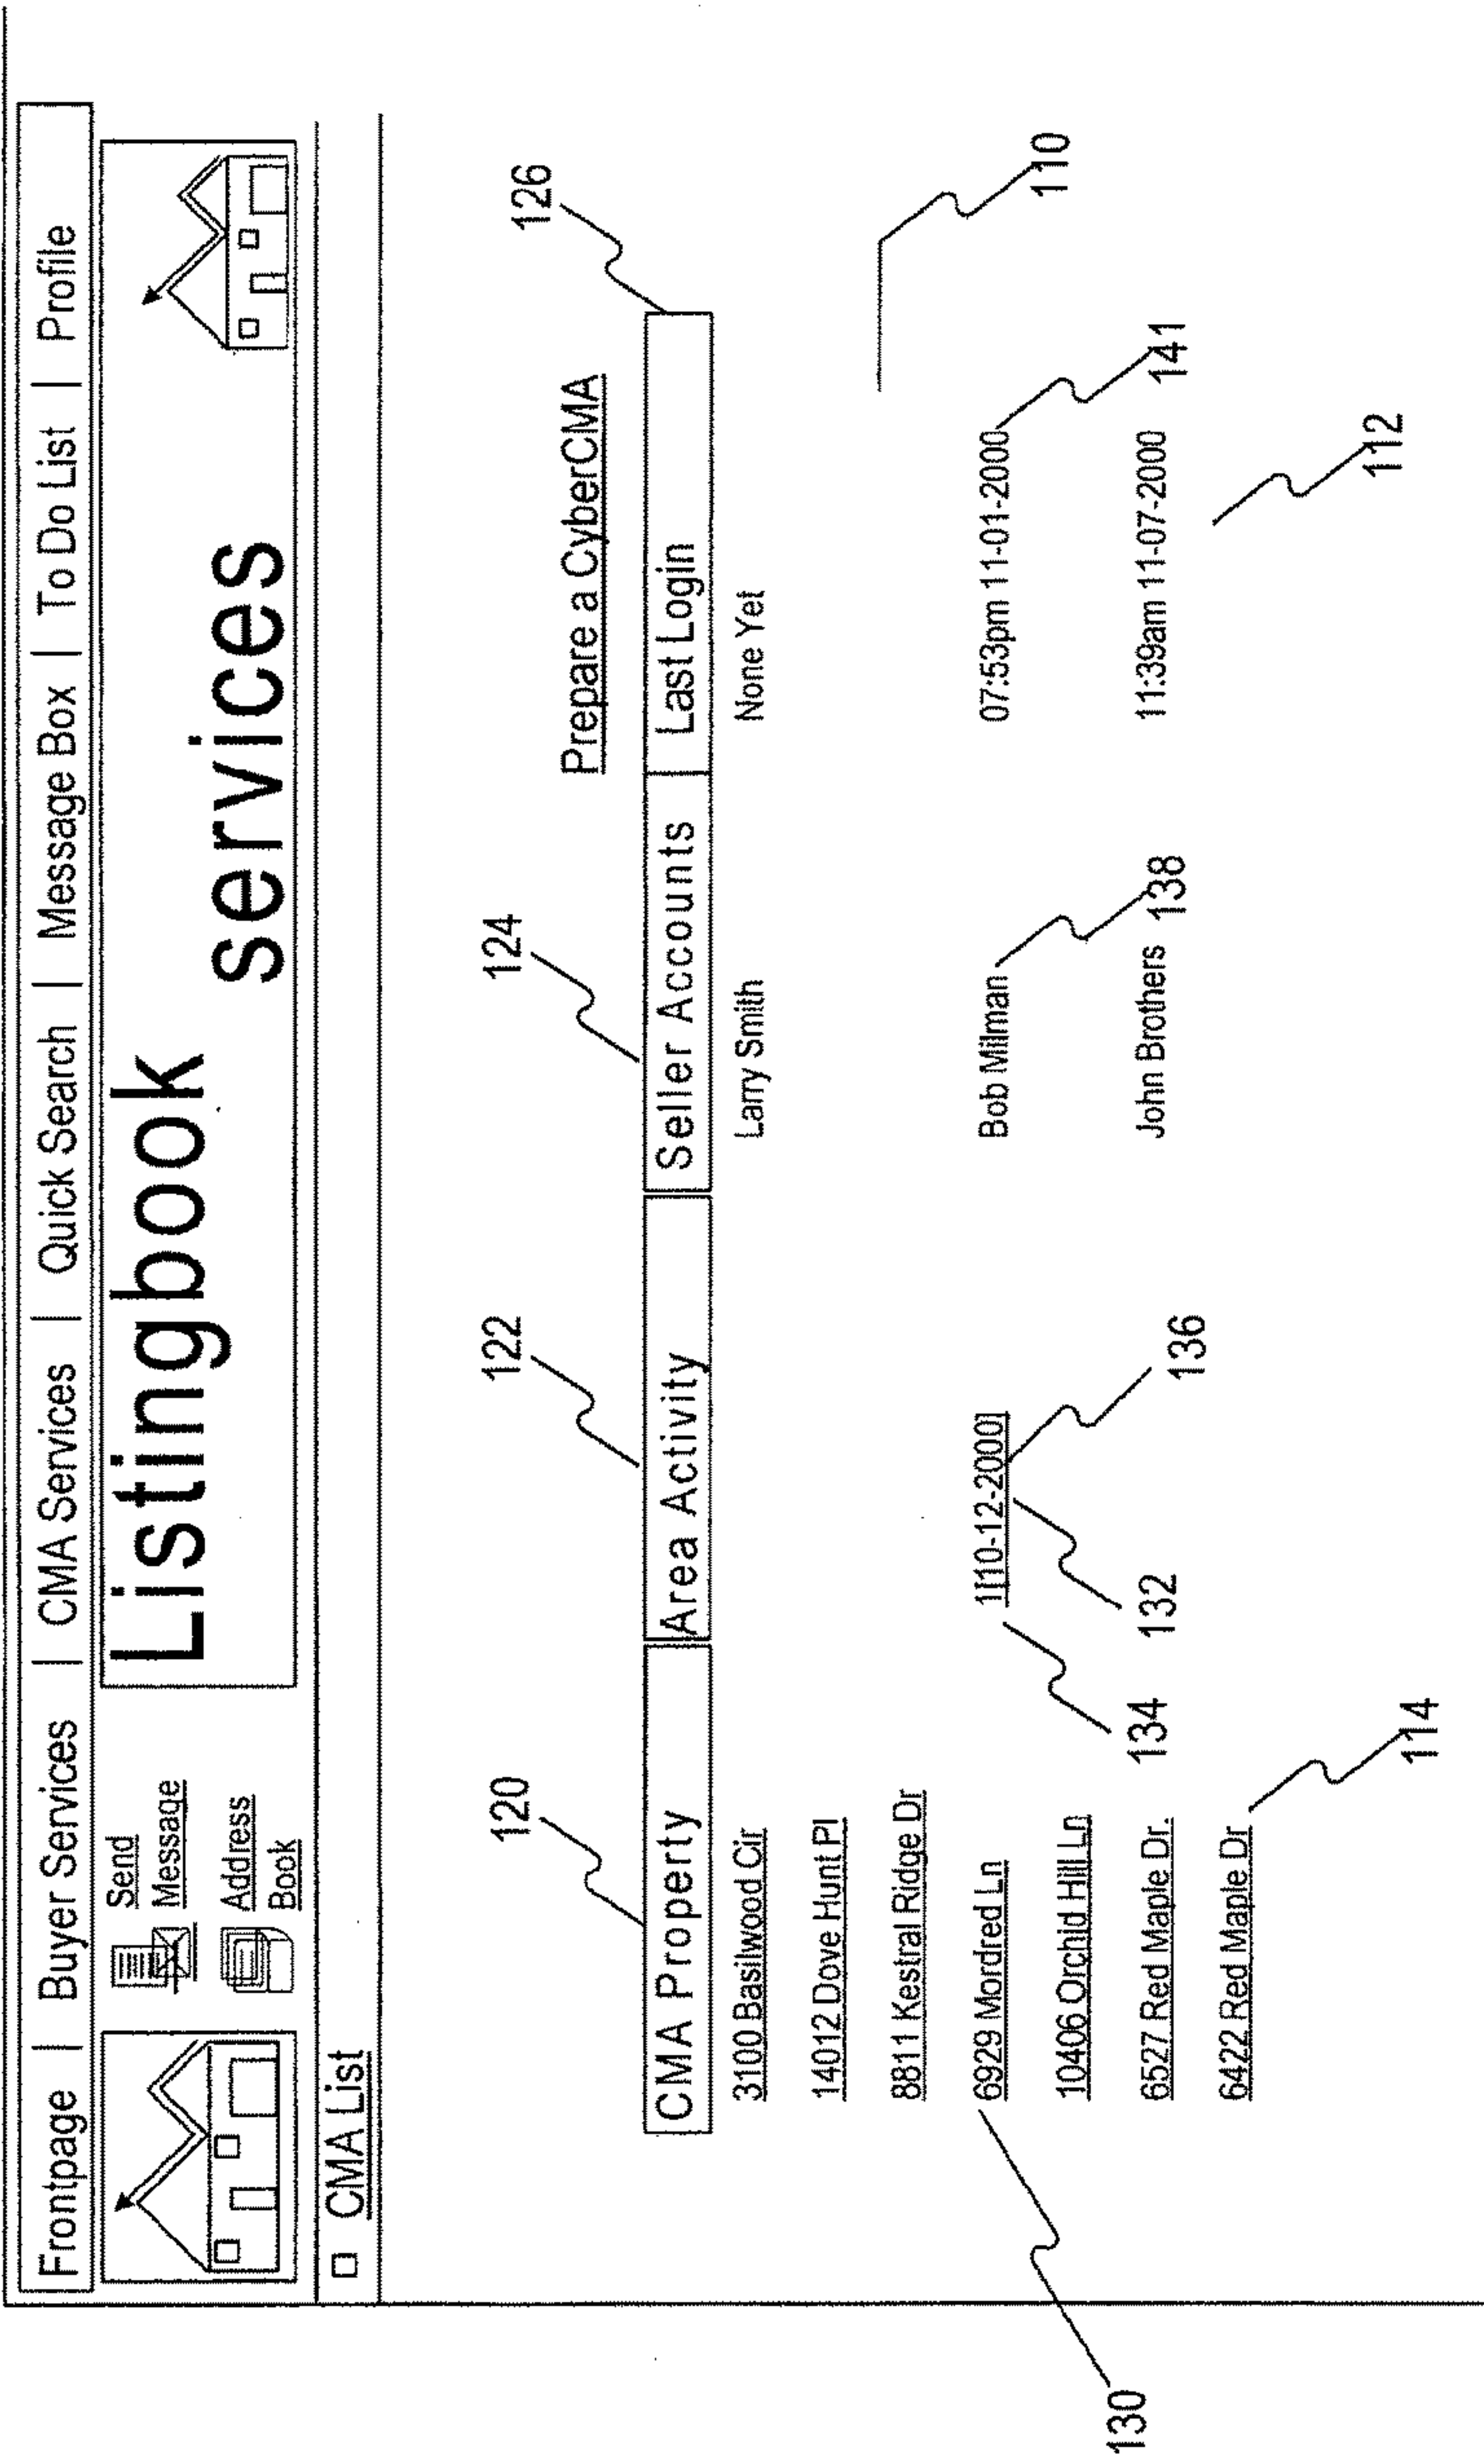 Frontpage | Buyer Services | CMA Services | Quick Search | Message Box | To Do List | Profile
Send
Message
Address
Book
Listingbook
services
CMA List
120
122
124
126
Prepare a CyberCMA
CMA Property Area Activity Seller Accounts Last Login
3100 Basilwood Cir Larry Smith None Yet
14012 Dove Hunt Pl
8811 Kestral Ridge Dr
110
130
6929 Mordred Ln 1[10-12-2000] Bob Milman 07:53pm 11-01-2000
10406 Orchid Hill Ln
134
132
136
138
141
6527 Red Maple Dr. John Brothers 11:39am 11-07-2000
6422 Red Maple Dr
114
112